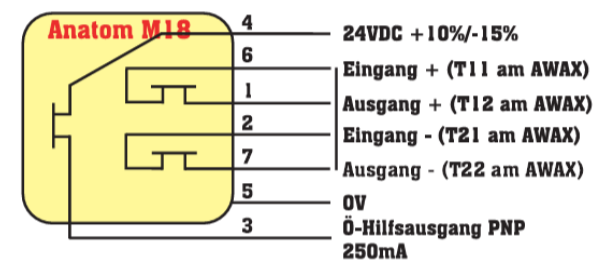 Anatom M18
4 24VDC +10%/-15%
6 Eingang + (T11 am AWAX)
1 Ausgang + (T12 am AWAX)
2 Eingang - (T21 am AWAX)
7 Ausgang - (T22 am AWAX)
5 0V
3 Ö-Hilfsausgang PNP
250mA